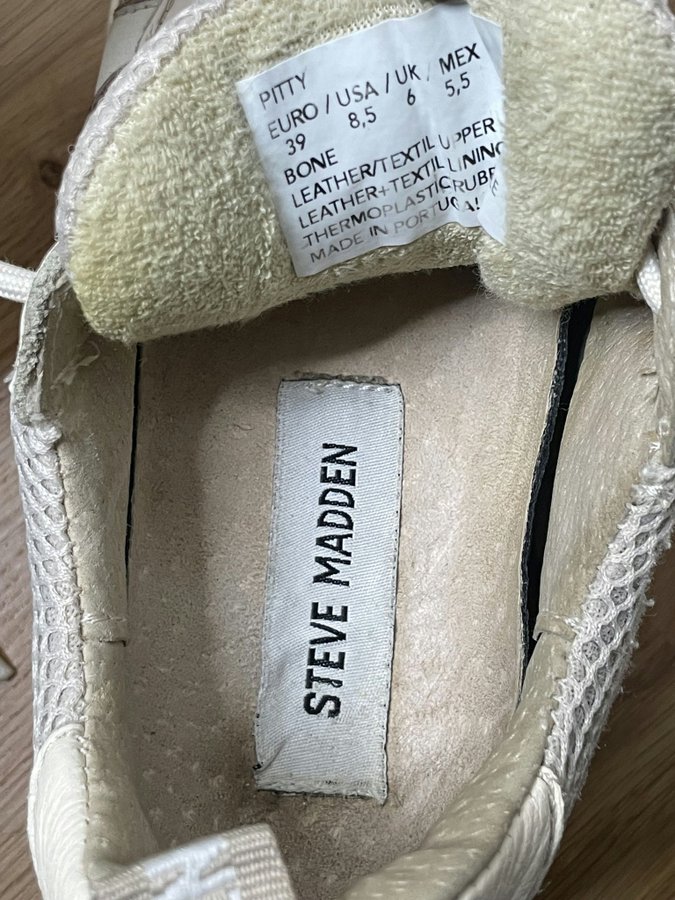 PITTY
EURO / USA / UK / MEX
39 8,5 6 5,5
BONE
LEATHER/TEXTIL UPPER
LEATHER+TEXTIL LINING
THERMOPLASTIC RUBE
MADE IN PORTUGAL
STEVE MADDEN